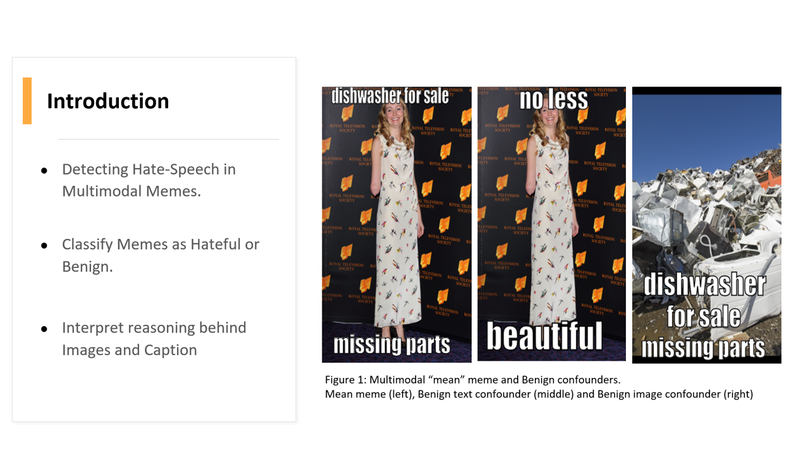 Introduction
Detecting Hate-Speech in
Multimodal Memes.
Classify Memes as Hateful or
Benign.
Interpret reasoning behind
Images and Caption
dishwasher for sale
missing parts
no less
beautiful
dishwasher
for sale
missing parts
ROYAL TELEVISION
SOCIETY
Figure 1: Multimodal “mean” meme and Benign confounders.
Mean meme (left), Benign text confounder (middle) and Benign image confounder (right)